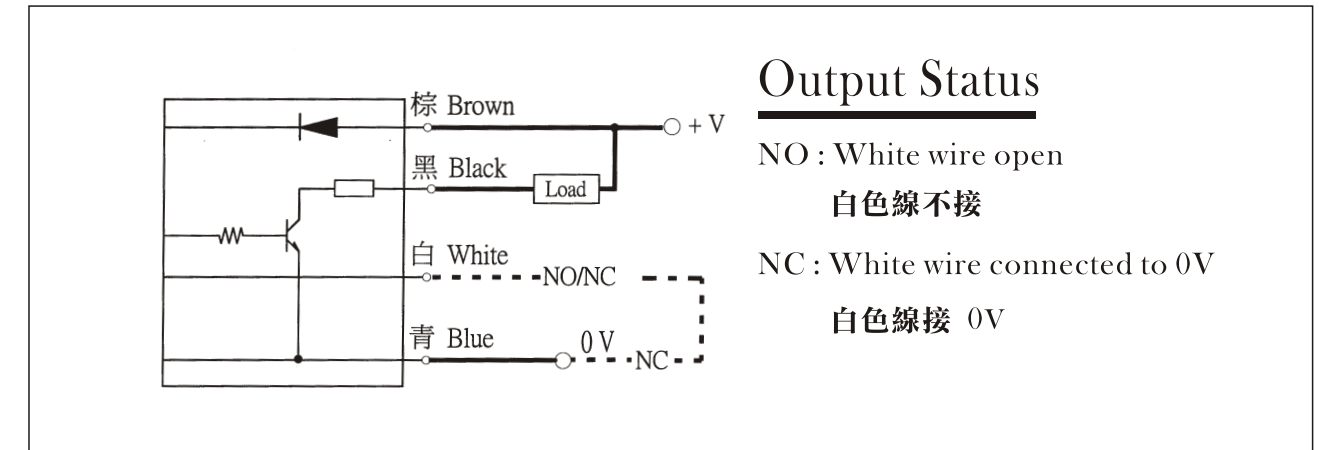 棕 Brown
+ V
黑 Black
Load
白 White
NO/NC
青 Blue
0 V
NC
Output Status
NO : White wire open
白色線不接
NC : White wire connected to 0V
白色線接 0V